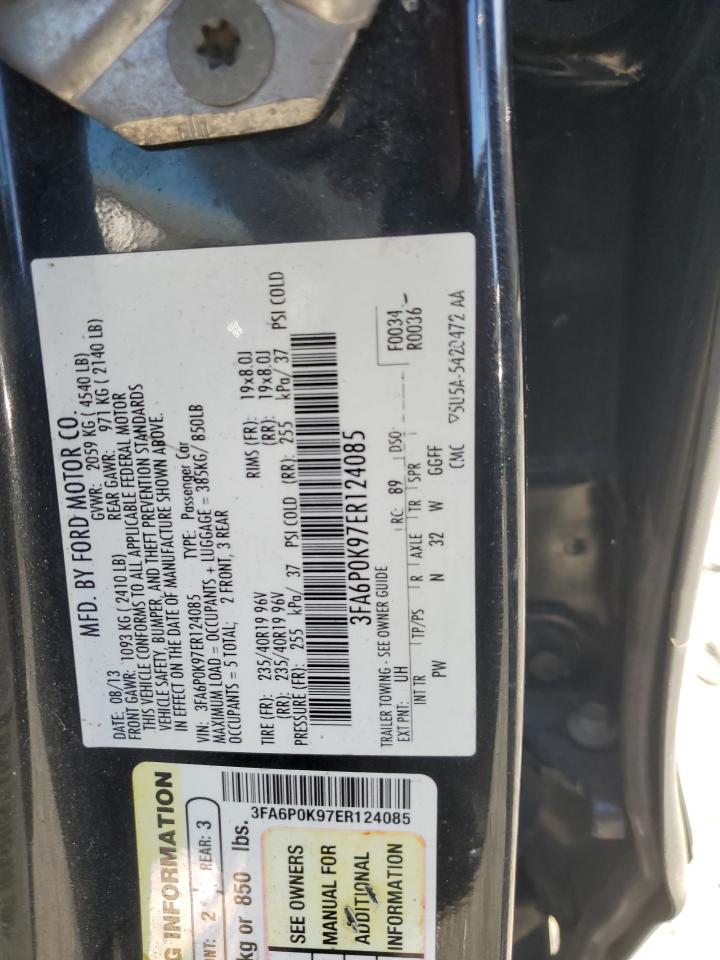 MFD. BY FORD MOTOR CO.
DATE: 08/13 GVWR: 2059 KG ( 4540 LB)
FRONT GAWR: 1093 KG ( 2410 LB) REAR GAWR: 971 KG ( 2140 LB)
THIS VEHICLE CONFORMS TO ALL APPLICABLE FEDERAL MOTOR
VEHICLE SAFETY, BUMPER, AND THEFT PREVENTION STANDARDS
IN EFFECT ON THE DATE OF MANUFACTURE SHOWN ABOVE.
VIN: 3FA6P0K97ER124085 TYPE: Passenger Car
MAXIMUM LOAD = OCCUPANTS + LUGGAGE = 385KG/ 850LB
OCCUPANTS = 5 TOTAL; 2 FRONT, 3 REAR
TIRE (FR): 235/40R19 96V RIMS (FR): 19x8.0J
(RR): 235/40R19 96V (RR): 19x8.0J
PRESSURE (FR): 255 kPa/ 37 PSI COLD (RR): 255 kPa/ 37 PSI COLD
3FA6P0K97ER124085
TRAILER TOWING - SEE OWNER GUIDE F0034
EXT PNT: UH RC: 89 DSO: R0036
INT TR TP/PS R AXLE TR SPR
PW N 32 W GGFF
CMC 5U5A-5420472 AA
G INFORMATION
2 REAR: 3
kg or 850 lbs.
3FA6P0K97ER124085
SEE OWNERS
MANUAL FOR
ADDITIONAL
INFORMATION